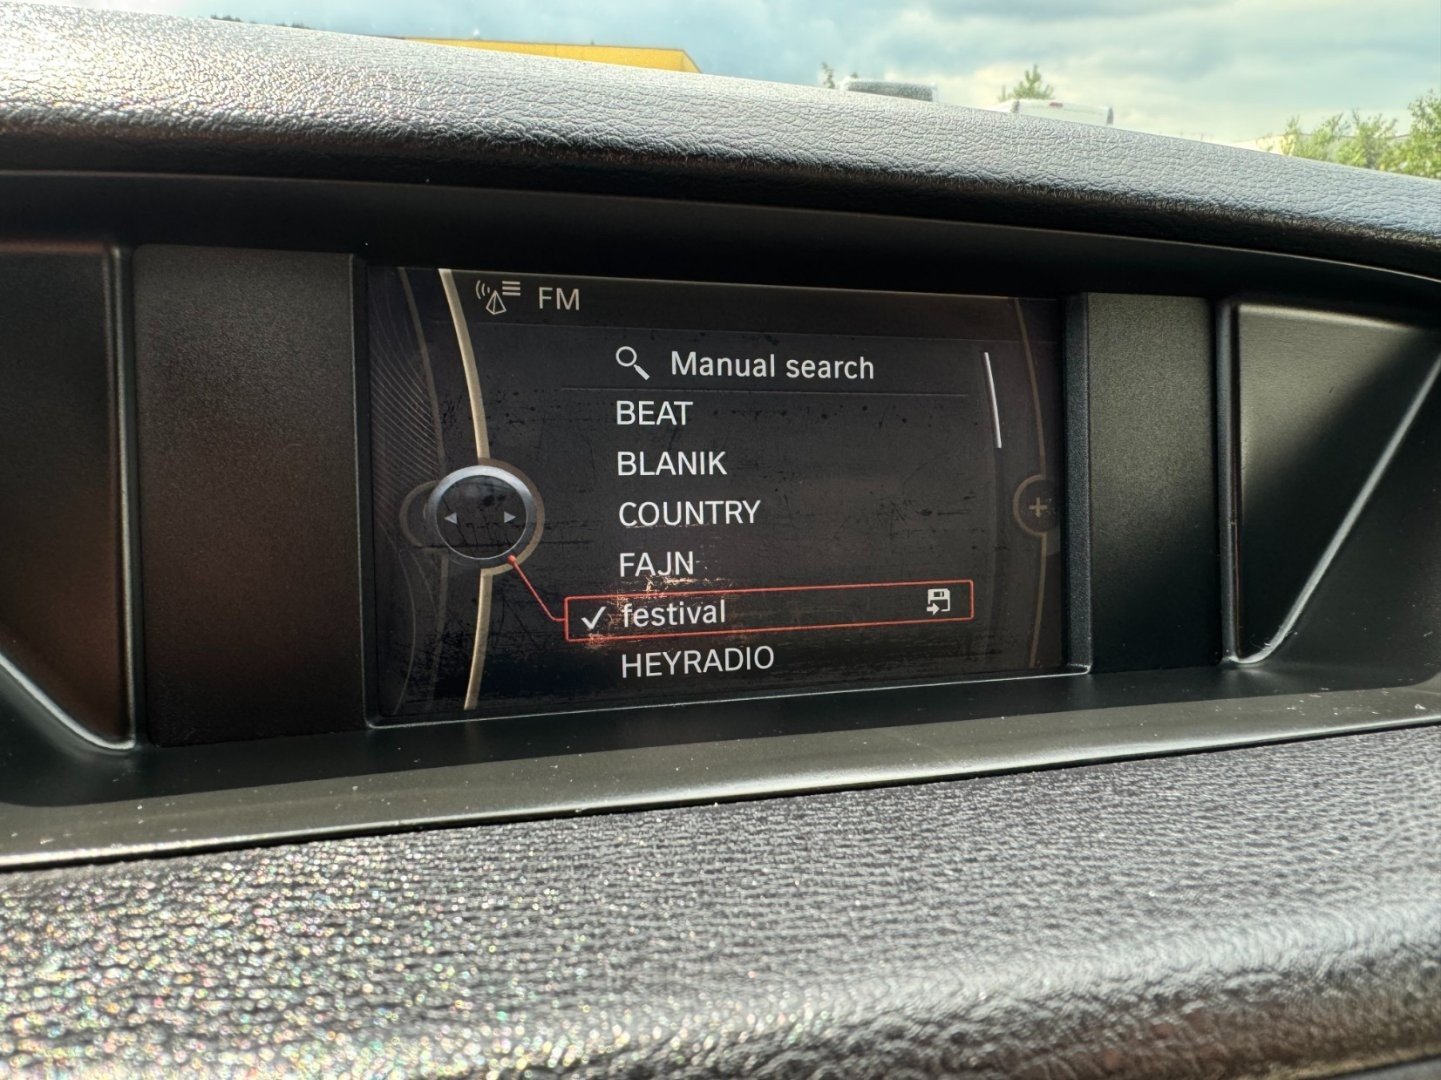 FM
Manual search
BEAT
BLANIK
COUNTRY
FAJN
festival
HEYRADIO